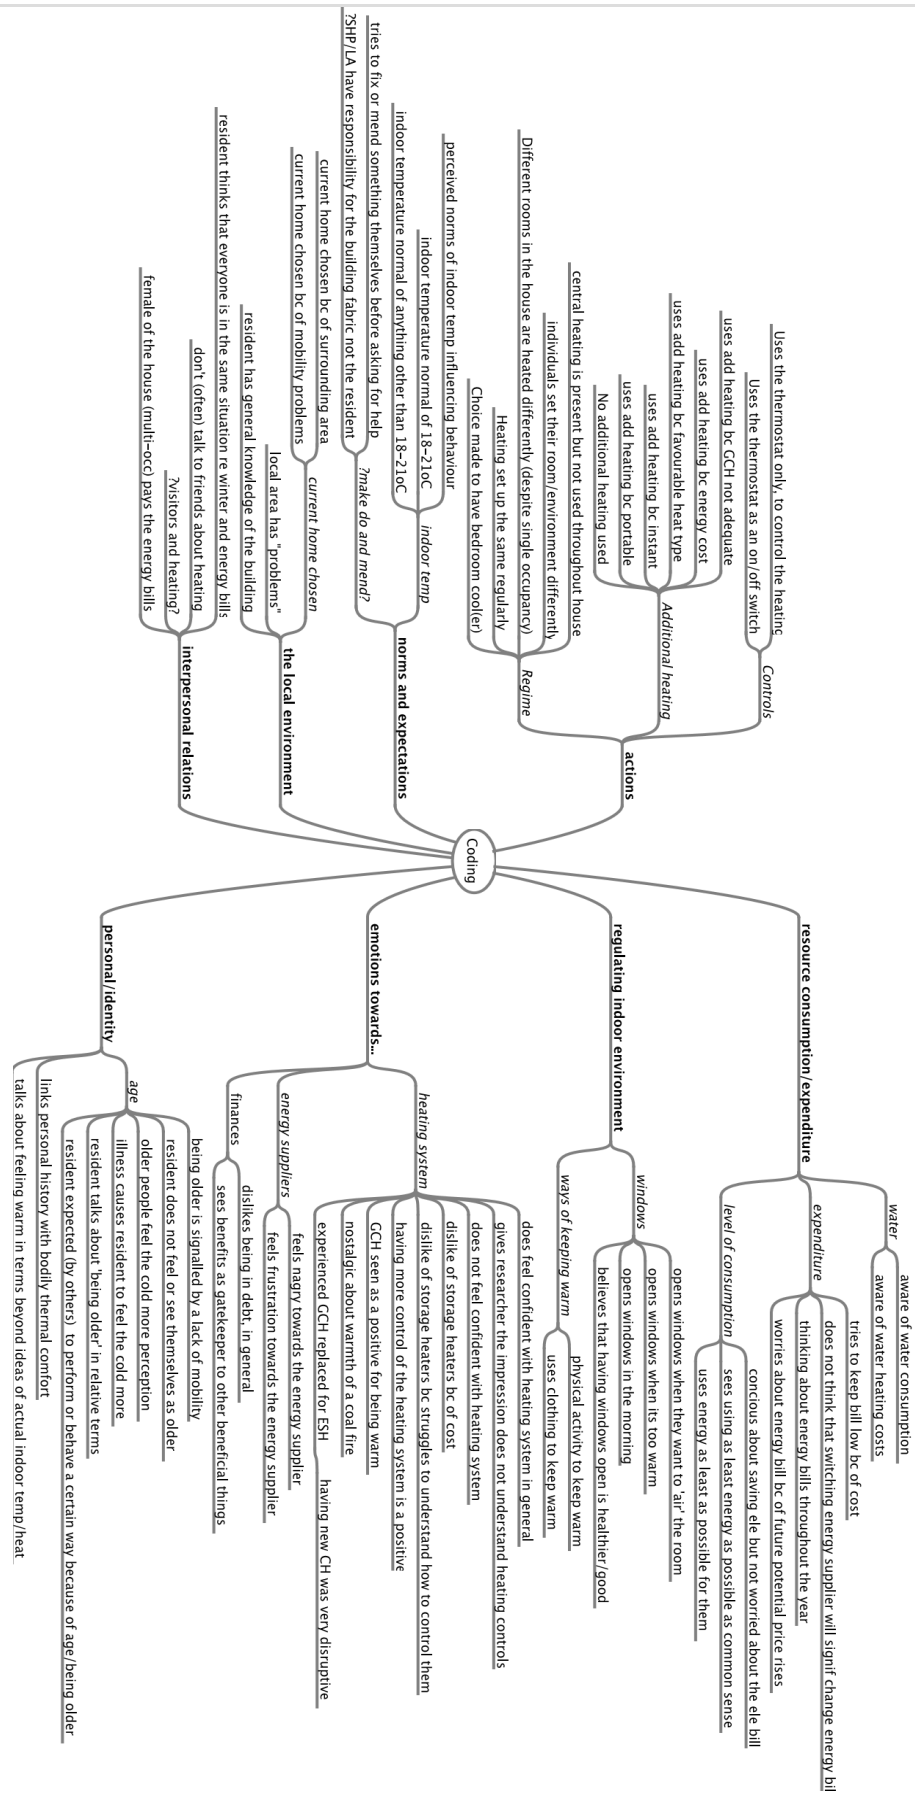 Coding
actions
Controls
Uses the thermostat only, to control the heating
Uses the thermostat as an on/off switch
Additional heating
uses add heating bc GCH not adequate
uses add heating bc energy cost
uses add heating bc favourable heat type
uses add heating bc instant
uses add heating bc portable
No additional heating used
Regime
central heating is present but not used throughout house
individuals set their room/environment differently
Different rooms in the house are heated differently (despite single occupancy)
Heating set up the same regularly
Choice made to have bedroom cool(er)
norms and expectations
indoor temp
perceived norms of indoor temp influencing behaviour
indoor temperature normal of 18-21oC
indoor temperature normal of anything other than 18-21oC
?make do and mend?
tries to fix or mend something themselves before asking for help
?SHP/LA have responsibility for the building fabric not the resident
the local environment
current home chosen
current home chosen bc of surrounding area
current home chosen bc of mobility problems
local area has "problems"
resident has general knowledge of the building
interpersonal relations
resident thinks that everyone is in the same situation re winter and energy bills
don't (often) talk to friends about heating
?visitors and heating?
female of the house (multi-occ) pays the energy bills
resource consumption/expenditure
water
aware of water consumption
aware of water heating costs
expenditure
tries to keep bill low bc of cost
does not think that switching energy supplier will signif change energy bil
thinking about energy bills throughout the year
worries about energy bill bc of future potential price rises
level of consumption
concious about saving ele but not worried about the ele bill
sees using as least energy as possible as common sense
uses energy as least as possible for them
regulating indoor environment
windows
opens windows when they want to 'air' the room
opens windows when its too warm
opens windows in the morning
believes that having windows open is healthier/good
ways of keeping warm
physical activity to keep warm
uses clothing to keep warm
emotions towards...
heating system
does feel confident with heating system in general
gives researcher the impression does not understand heating controls
does not feel confident with heating system
dislike of storage heaters bc of cost
dislike of storage heaters bc struggles to understand how to control them
having more control of the heating system is a positive
GCH seen as a positive for being warm
nostalgic about warmth of a coal fire
experienced GCH replaced for ESH
having new CH was very disruptive
energy suppliers
feels nagry towards the energy supplier
feels frustration towards the energy supplier
finances
dislikes being in debt, in general
sees benefits as gatekeeper to other beneficial things
personal/identity
age
being older is signalled by a lack of mobility
resident does not feel or see themselves as older
older people feel the cold more perception
illness causes resident to feel the cold more
resident talks about 'being older' in relative terms
resident expected (by others) to perform or behave a certain way because of age/being older
links personal history with bodily thermal comfort
talks about feeling warm in terms beyond ideas of actual indoor temp/heat